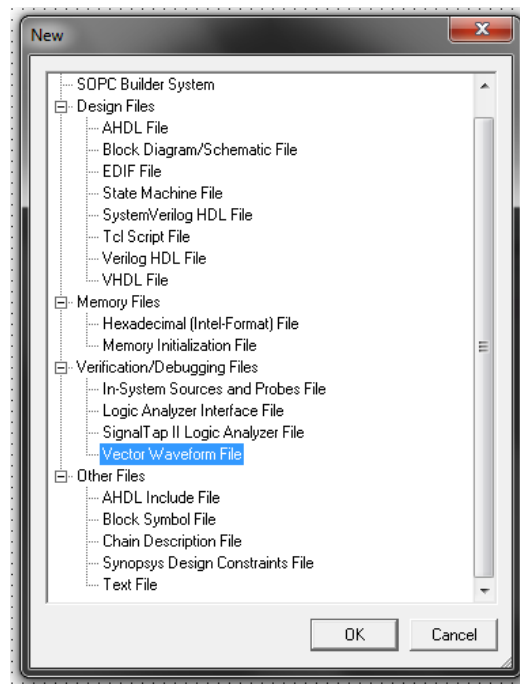 New
SOPC Builder System
Design Files
AHDL File
Block Diagram/Schematic File
EDIF File
State Machine File
SystemVerilog HDL File
Tcl Script File
Verilog HDL File
VHDL File
Memory Files
Hexadecimal (Intel-Format) File
Memory Initialization File
Verification/Debugging Files
In-System Sources and Probes File
Logic Analyzer Interface File
SignalTap II Logic Analyzer File
Vector Waveform File
Other Files
AHDL Include File
Block Symbol File
Chain Description File
Synopsys Design Constraints File
Text File
OK Cancel